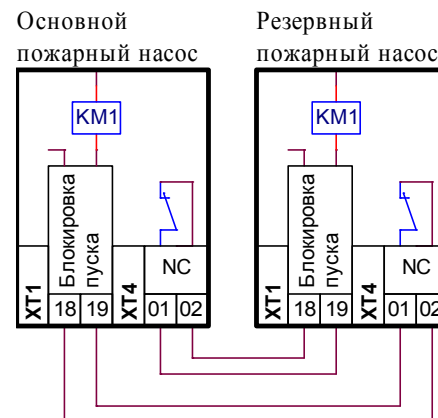 Основной
пожарный насос
KM1
Блокировка
пуска
NC
XT1
18
19
XT4
01
02
Резервный
пожарный насос
KM1
Блокировка
пуска
NC
XT1
18
19
XT4
01
02